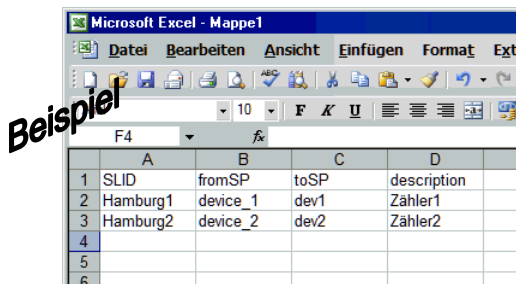 Microsoft Excel - Mappe1
Datei Bearbeiten Ansicht Einfügen Format Ext
ABC
Beispiel
10 F K U
F4 fx
A B C D
1 SLID fromSP toSP description
2 Hamburg1 device_1 dev1 Zähler1
3 Hamburg2 device_2 dev2 Zähler2
4
5
6